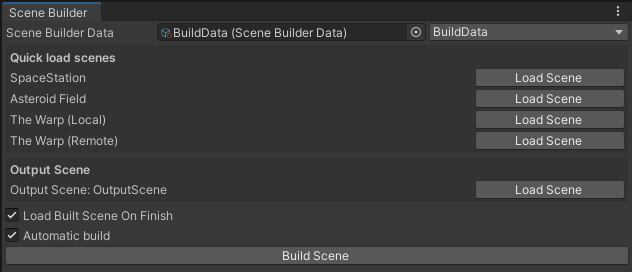 Scene Builder
Scene Builder Data BuildData (Scene Builder Data) BuildData
Quick load scenes
SpaceStation Load Scene
Asteroid Field Load Scene
The Warp (Local) Load Scene
The Warp (Remote) Load Scene
Output Scene
Output Scene: OutputScene Load Scene
Load Built Scene On Finish
Automatic build
Build Scene